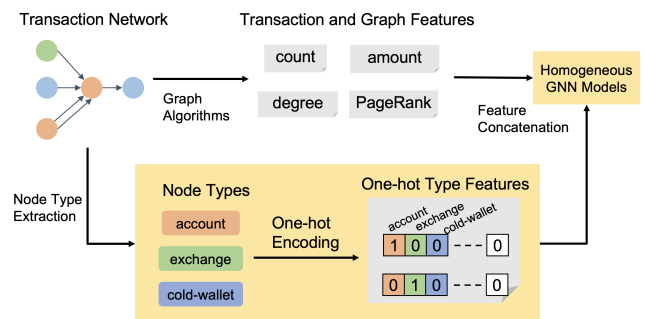 Transaction Network
Transaction and Graph Features
count
amount
degree
PageRank
Graph
Algorithms
Homogeneous
GNN Models
Feature
Concatenation
Node Type
Extraction
Node Types
account
exchange
cold-wallet
One-hot
Encoding
One-hot Type Features
account
exchange
cold-wallet
1 0 0 --- 0
0 1 0 --- 0